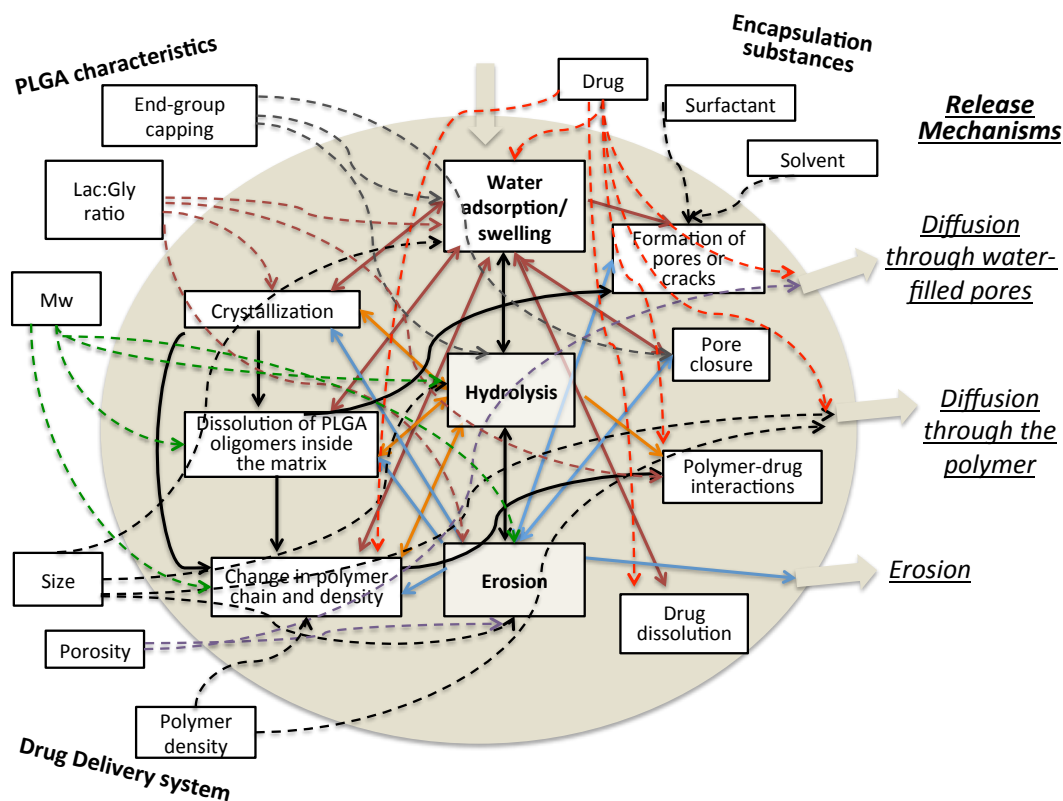 PLGA characteristics
Encapsulation
substances
Release
Mechanisms
End-group
capping
Drug
Surfactant
Solvent
Lac:Gly
ratio
Water
adsorption/
swelling
Formation of
pores or
cracks
Diffusion
through water-
filled pores
Mw
Crystallization
Pore
closure
Hydrolysis
Dissolution of PLGA
oligomers inside
the matrix
Polymer-drug
interactions
Diffusion
through the
polymer
Size
Change in polymer
chain and density
Erosion
Drug
dissolution
Erosion
Porosity
Polymer
density
Drug Delivery system